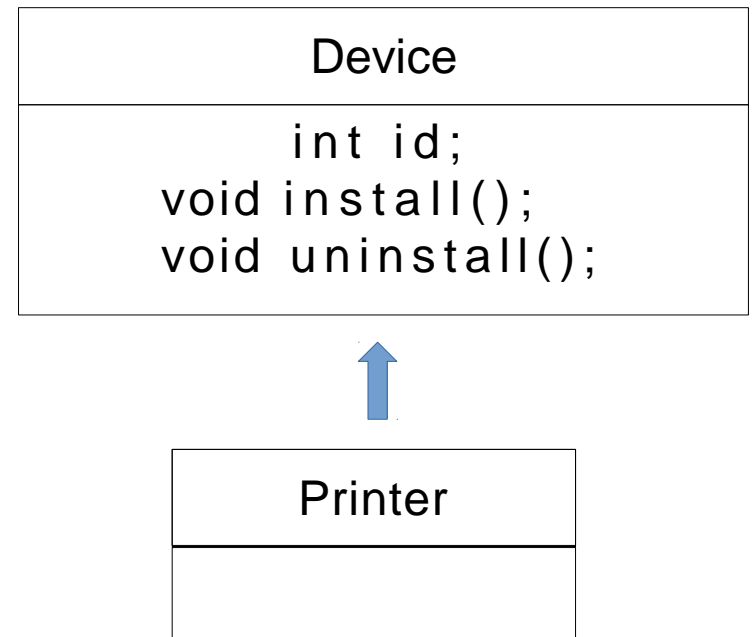 Device
int id;
void install();
void uninstall();
Printer